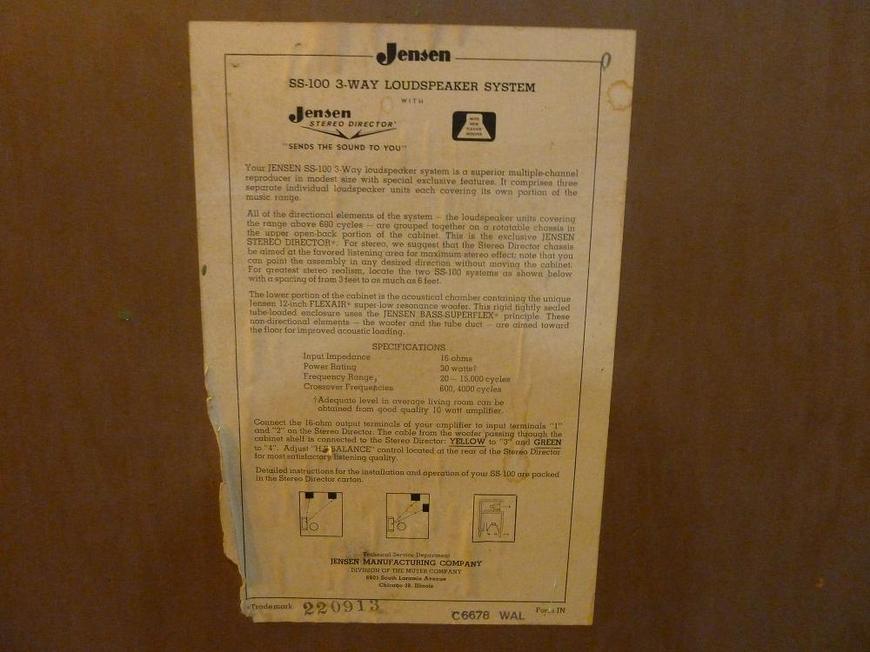 Jensen
SS-100 3-WAY LOUDSPEAKER SYSTEM
WITH
Jensen
STEREO DIRECTOR*
"SENDS THE SOUND TO YOU"
WITH
NEW
FLEXAIR
WOOFER
Your JENSEN SS-100 3-Way loudspeaker system is a superior multiple-channel
reproducer in modest size with special exclusive features. It comprises three
separate individual loudspeaker units each covering its own portion of the
music range.
All of the directional elements of the system – the loudspeaker units covering
the range above 600 cycles – are grouped together on a rotatable chassis in
the upper open-back portion of the cabinet. This is the exclusive JENSEN
STEREO DIRECTOR*. For stereo, we suggest that the Stereo Director chassis
be aimed at the favored listening area for maximum stereo effect; note that you
can point the assembly in any desired direction without moving the cabinet.
For greatest stereo realism, locate the two SS-100 systems as shown below
with a spacing of from 3 feet to as much as 6 feet.
The lower portion of the cabinet is the acoustical chamber containing the unique
Jensen 12-inch FLEXAIR* super-low resonance woofer. This rigid tightly sealed
tube-loaded enclosure uses the JENSEN BASS-SUPERFLEX* principle. These
non-directional elements – the woofer and the tube duct – are aimed toward
the floor for improved acoustic loading.
SPECIFICATIONS
Input Impedance 16 ohms
Power Rating 30 watts†
Frequency Range 20 – 15,000 cycles
Crossover Frequencies 600, 4000 cycles
†Adequate level in average living room can be
obtained from good quality 10 watt amplifier.
Connect the 16-ohm output terminals of your amplifier to input terminals "1"
and "2" on the Stereo Director. The cable from the woofer passing through the
cabinet shelf is connected to the Stereo Director: YELLOW to "3" and GREEN
to "4". Adjust "H-F BALANCE" control located at the rear of the Stereo Director
for most satisfactory listening quality.
Detailed instructions for the installation and operation of your SS-100 are packed
in the Stereo Director carton.
Technical Service Department
JENSEN MANUFACTURING COMPANY
DIVISION OF THE MUTER COMPANY
6601 South Laramie Avenue
Chicago 38, Illinois
*Trademark 220913 C6678 WAL Form IN